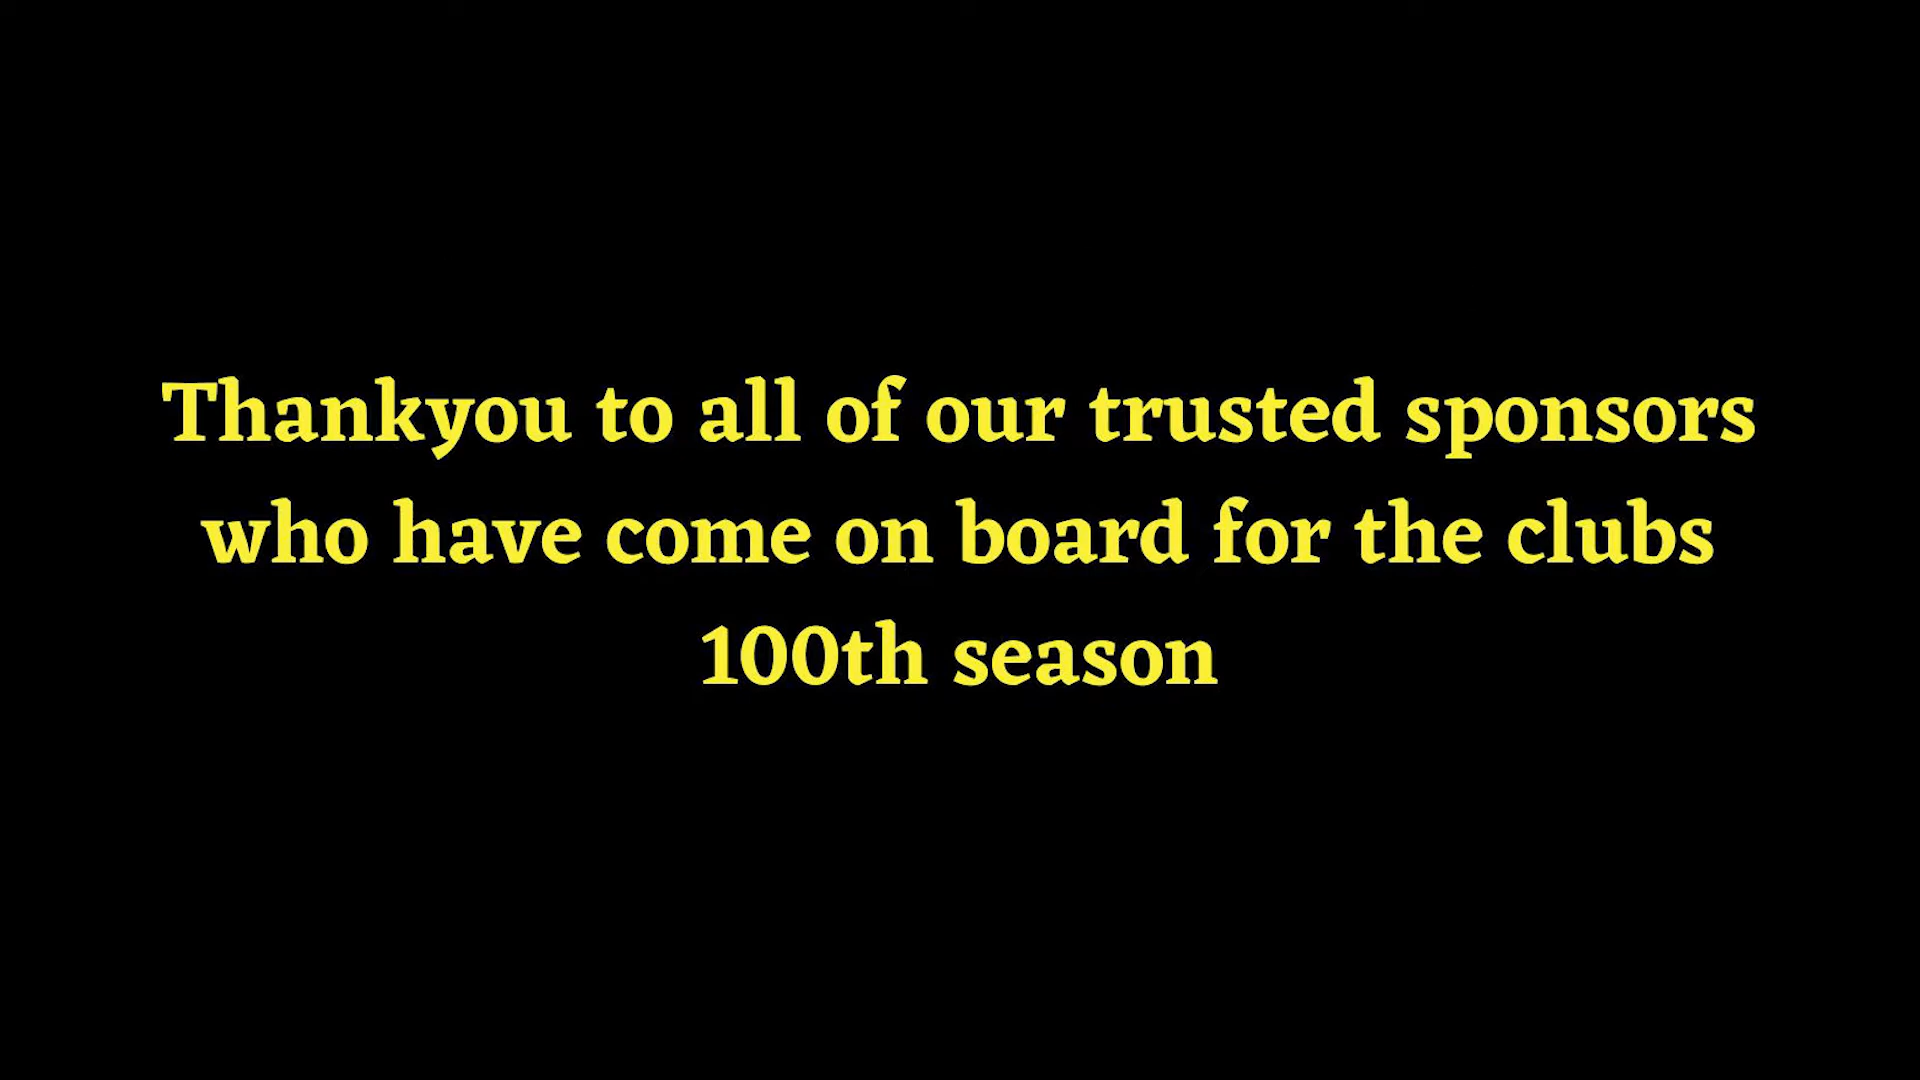 Thankyou to all of our trusted sponsors
who have come on board for the clubs
100th season